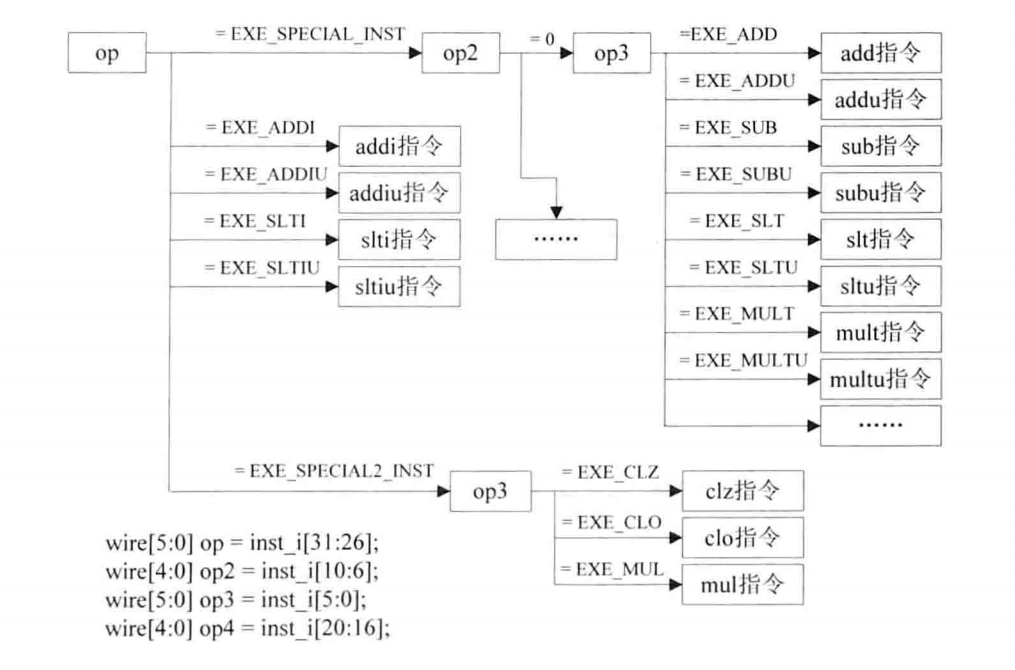 op
= EXE_SPECIAL_INST
op2
= 0
op3
=EXE_ADD
add指令
= EXE_ADDU
addu指令
= EXE_SUB
sub指令
= EXE_SUBU
subu指令
= EXE_SLT
slt指令
= EXE_SLTU
sltu指令
= EXE_MULT
mult指令
= EXE_MULTU
multu指令
……
……
= EXE_ADDI
addi指令
= EXE_ADDIU
addiu指令
= EXE_SLTI
slti指令
= EXE_SLTIU
sltiu指令
= EXE_SPECIAL2_INST
op3
= EXE_CLZ
clz指令
= EXE_CLO
clo指令
= EXE_MUL
mul指令
wire[5:0] op = inst_i[31:26];
wire[4:0] op2 = inst_i[10:6];
wire[5:0] op3 = inst_i[5:0];
wire[4:0] op4 = inst_i[20:16];